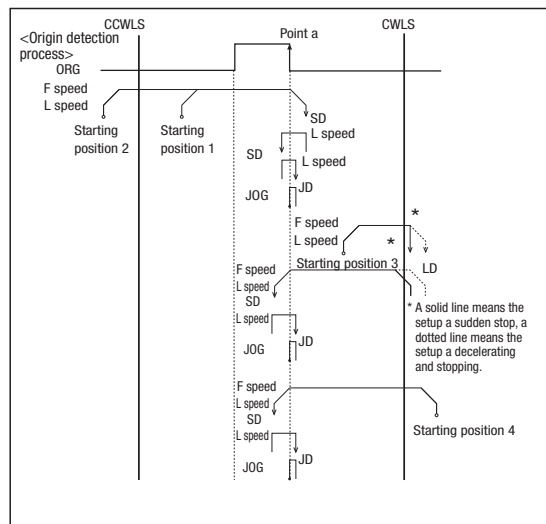 CCWLS
CWLS
<Origin detection
process>
Point a
ORG
F speed
L speed
Starting
position 2
Starting
position 1
SD
L speed
SD
L speed
JOG
JD
F speed
L speed
*
*
Starting position 3
LD
F speed
L speed
SD
L speed
JOG
JD
* A solid line means the
setup a sudden stop, a
dotted line means the
setup a decelerating
and stopping.
F speed
L speed
SD
L speed
Starting position 4
JOG
JD